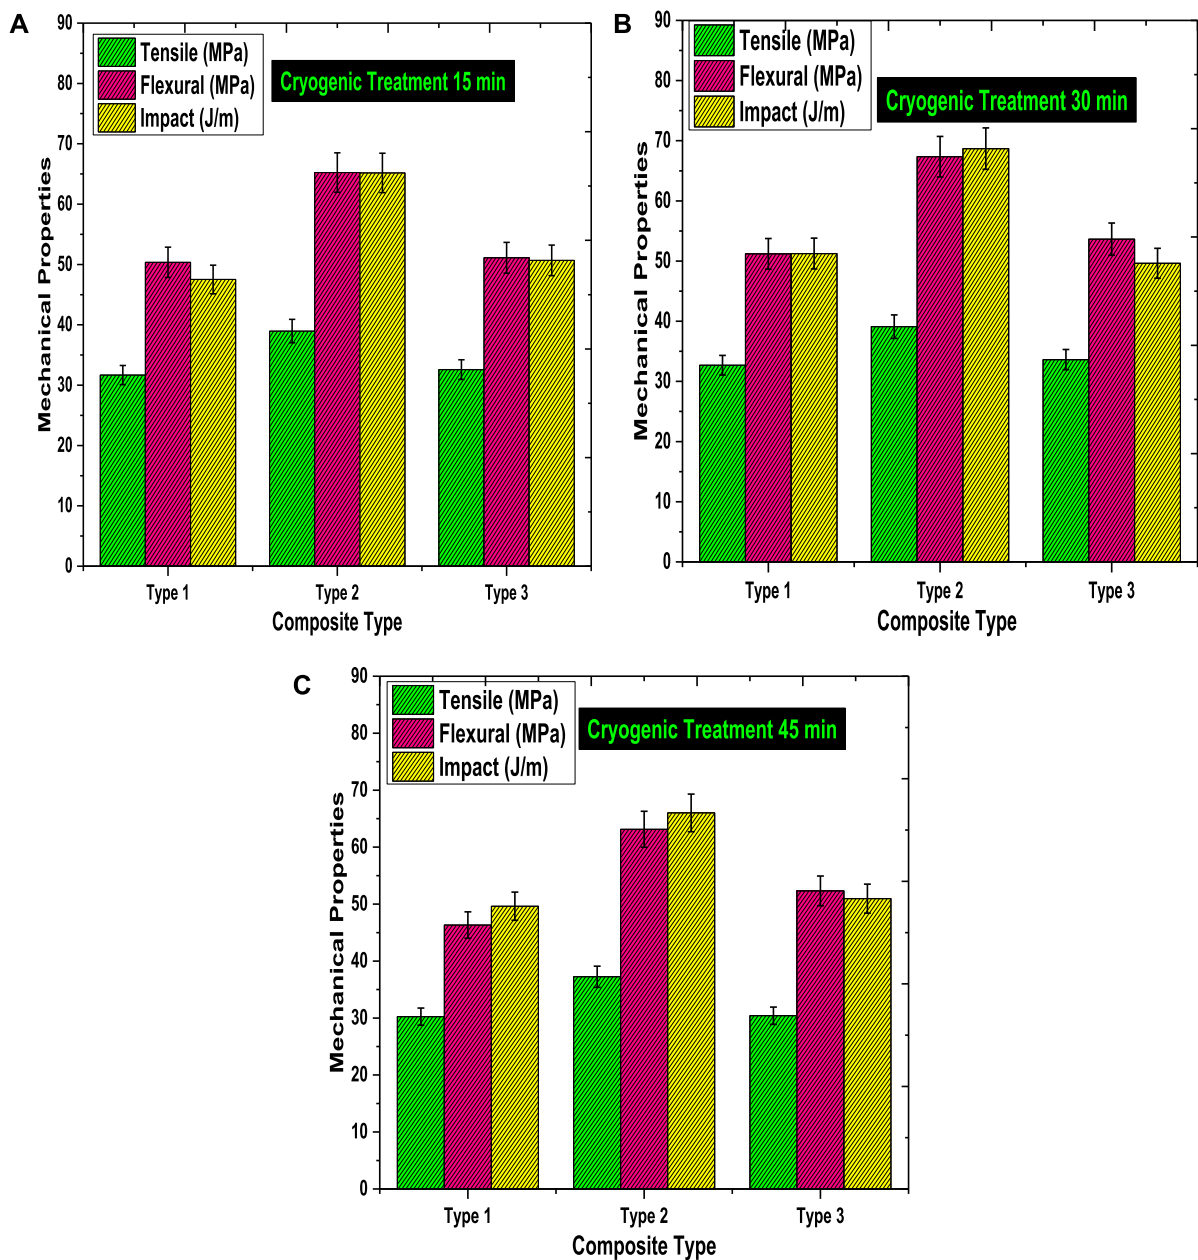 A
Tensile (MPa)
Flexural (MPa)
Impact (J/m)
Cryogenic Treatment 15 min
Mechanical Properties
90
80
70
60
50
40
30
20
10
0
Type 1
Type 2
Type 3
Composite Type
B
Tensile (MPa)
Flexural (MPa)
Impact (J/m)
Cryogenic Treatment 30 min
Mechanical Properties
90
80
70
60
50
40
30
20
10
0
Type 1
Type 2
Type 3
Composite Type
C
Tensile (MPa)
Flexural (MPa)
Impact (J/m)
Cryogenic Treatment 45 min
Mechanical Properties
90
80
70
60
50
40
30
20
10
0
Type 1
Type 2
Type 3
Composite Type